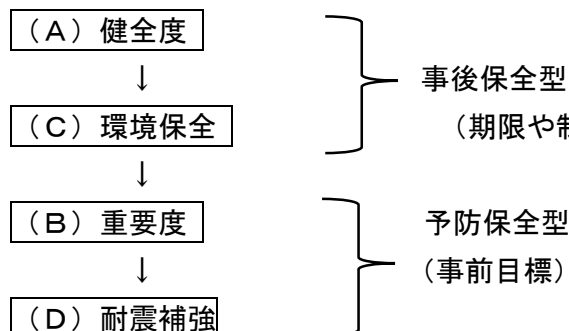 （A）健全度
↓
事後保全型
（C）環境保全
（期限や
↓
（B）重要度
予防保全型
↓
（事前目標）
（D）耐震補強